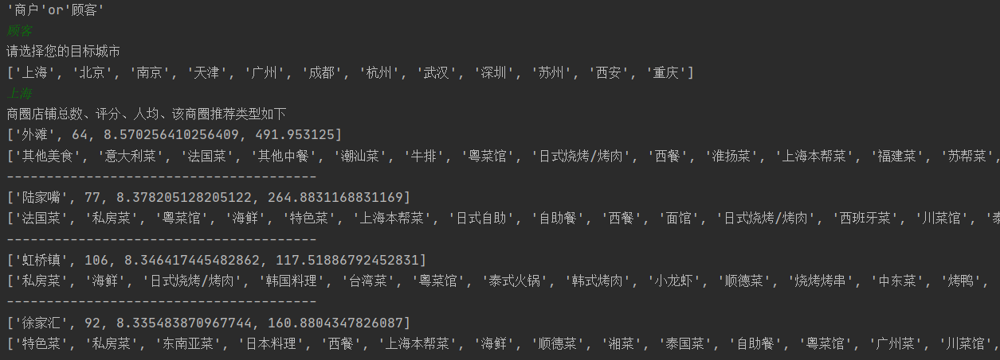 '商户'or'顾客'
顾客
请选择您的目标城市
['上海', '北京', '南京', '天津', '广州', '成都', '杭州', '武汉', '深圳', '苏州', '西安', '重庆']
上海
商圈店铺总数、评分、人均、该商圈推荐类型如下
['外滩', 64, 8.570256410256409, 491.953125]
['其他美食', '意大利菜', '法国菜', '其他中餐', '潮汕菜', '牛排', '粤菜馆', '日式烧烤/烤肉', '西餐', '淮扬菜', '上海本帮菜', '福建菜', '苏帮菜',
---------------------------------------
['陆家嘴', 77, 8.378205128205122, 264.8831168831169]
['法国菜', '私房菜', '粤菜馆', '海鲜', '特色菜', '上海本帮菜', '日式自助', '自助餐', '西餐', '面馆', '日式烧烤/烤肉', '西班牙菜', '川菜馆', '泰
---------------------------------------
['虹桥镇', 106, 8.346417445482862, 117.51886792452831]
['私房菜', '海鲜', '日式烧烤/烤肉', '韩国料理', '台湾菜', '粤菜馆', '泰式火锅', '韩式烤肉', '小龙虾', '顺德菜', '烧烤烤串', '中东菜', '烤鸭',
---------------------------------------
['徐家汇', 92, 8.335483870967744, 160.8804347826087]
['特色菜', '私房菜', '东南亚菜', '日本料理', '西餐', '上海本帮菜', '海鲜', '顺德菜', '湘菜', '泰国菜', '自助餐', '粤菜馆', '广州菜', '川菜馆',